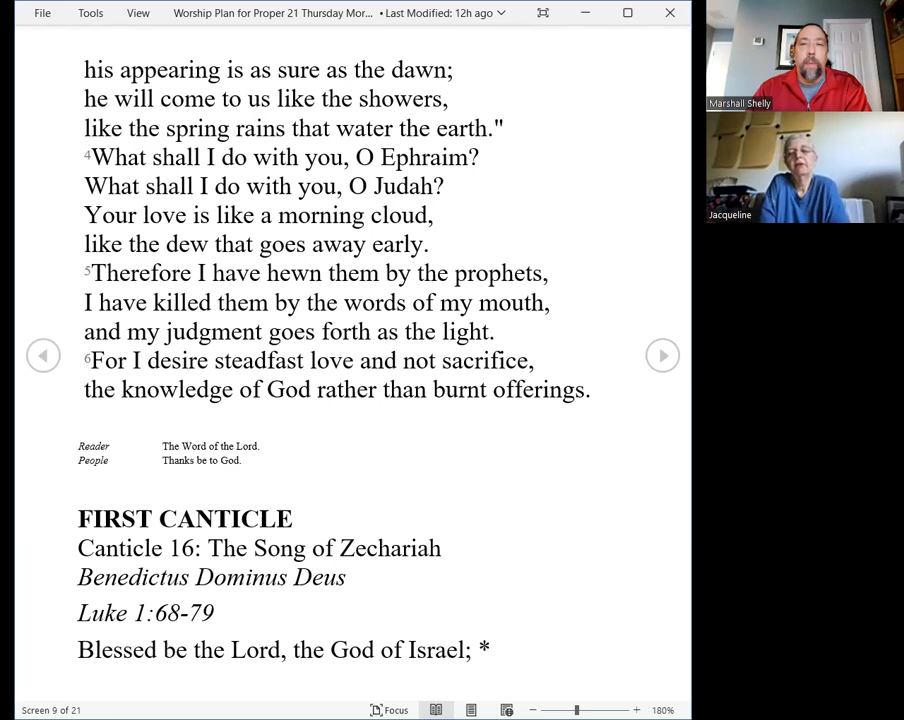 File Tools View Worship Plan for Proper 21 Thursday Mor... • Last Modified: 12h ago
his appearing is as sure as the dawn;
he will come to us like the showers,
like the spring rains that water the earth."
4What shall I do with you, O Ephraim?
What shall I do with you, O Judah?
Your love is like a morning cloud,
like the dew that goes away early.
5Therefore I have hewn them by the prophets,
I have killed them by the words of my mouth,
and my judgment goes forth as the light.
6For I desire steadfast love and not sacrifice,
the knowledge of God rather than burnt offerings.
Reader The Word of the Lord.
People Thanks be to God.
FIRST CANTICLE
Canticle 16: The Song of Zechariah
Benedictus Dominus Deus
Luke 1:68-79
Blessed be the Lord, the God of Israel; *
Screen 9 of 21 Focus 180%
Marshall Shelly
Jacqueline